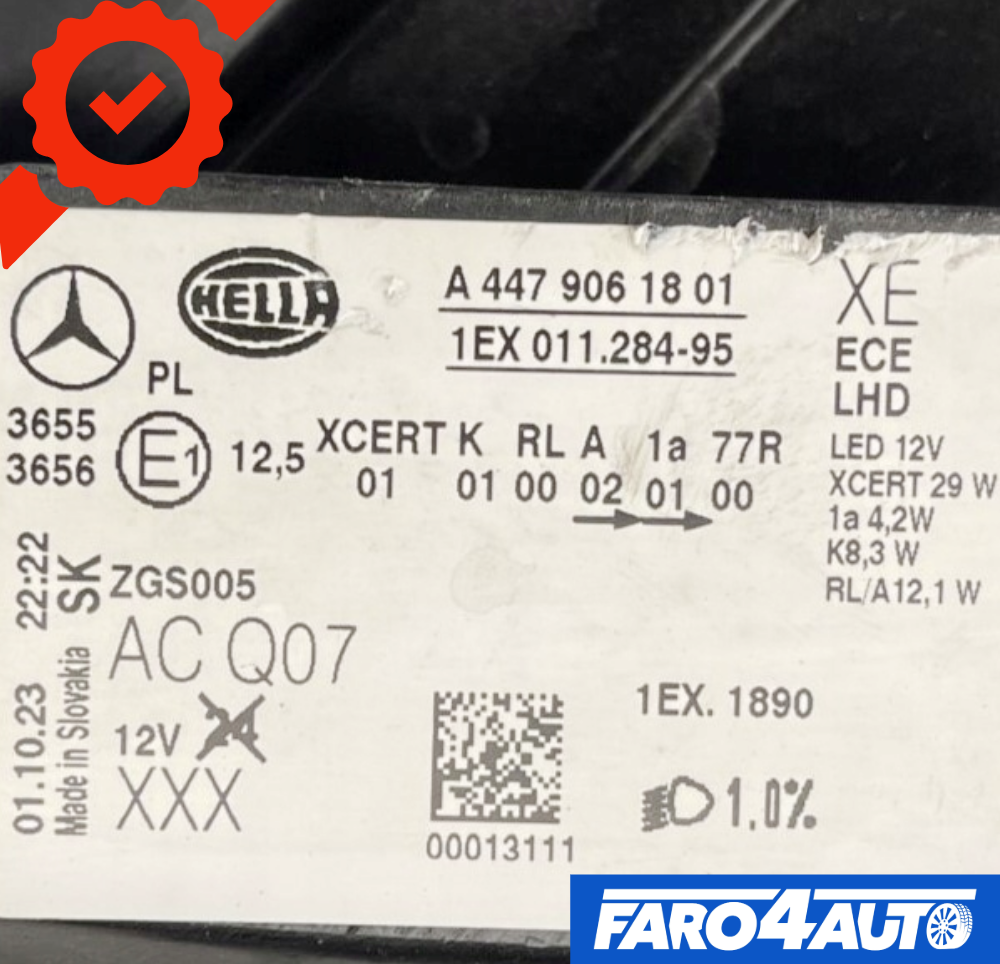 HELLA
A 447 906 18 01
1EX 011.284-95
XE
ECE
LHD
PL
3655
3656
E1
12,5
XCERT K RL A 1a 77R
01 01 00 02 01 00
LED 12V
XCERT 29 W
1a 4,2W
K8,3 W
RL/A12,1 W
01.10.23 22:22
Made in Slovakia SK
ZGS005
AC Q07
12V 24
XXX
00013111
1EX. 1890
1.0%
FARO4AUTO